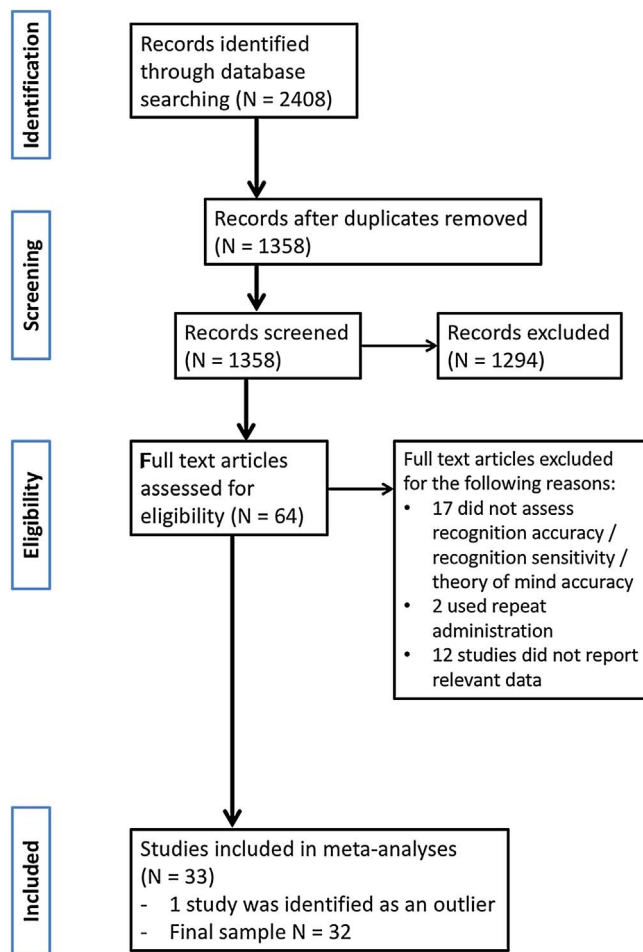 Identification
Records identified
through database
searching (N = 2408)
Screening
Records after duplicates removed
(N = 1358)
Records screened
(N = 1358)
Records excluded
(N = 1294)
Eligibility
Full text articles
assessed for
eligibility (N = 64)
Full text articles excluded
for the following reasons:
• 17 did not assess
recognition accuracy /
recognition sensitivity /
theory of mind accuracy
• 2 used repeat
administration
• 12 studies did not report
relevant data
Included
Studies included in meta-analyses
(N = 33)
- 1 study was identified as an outlier
- Final sample N = 32